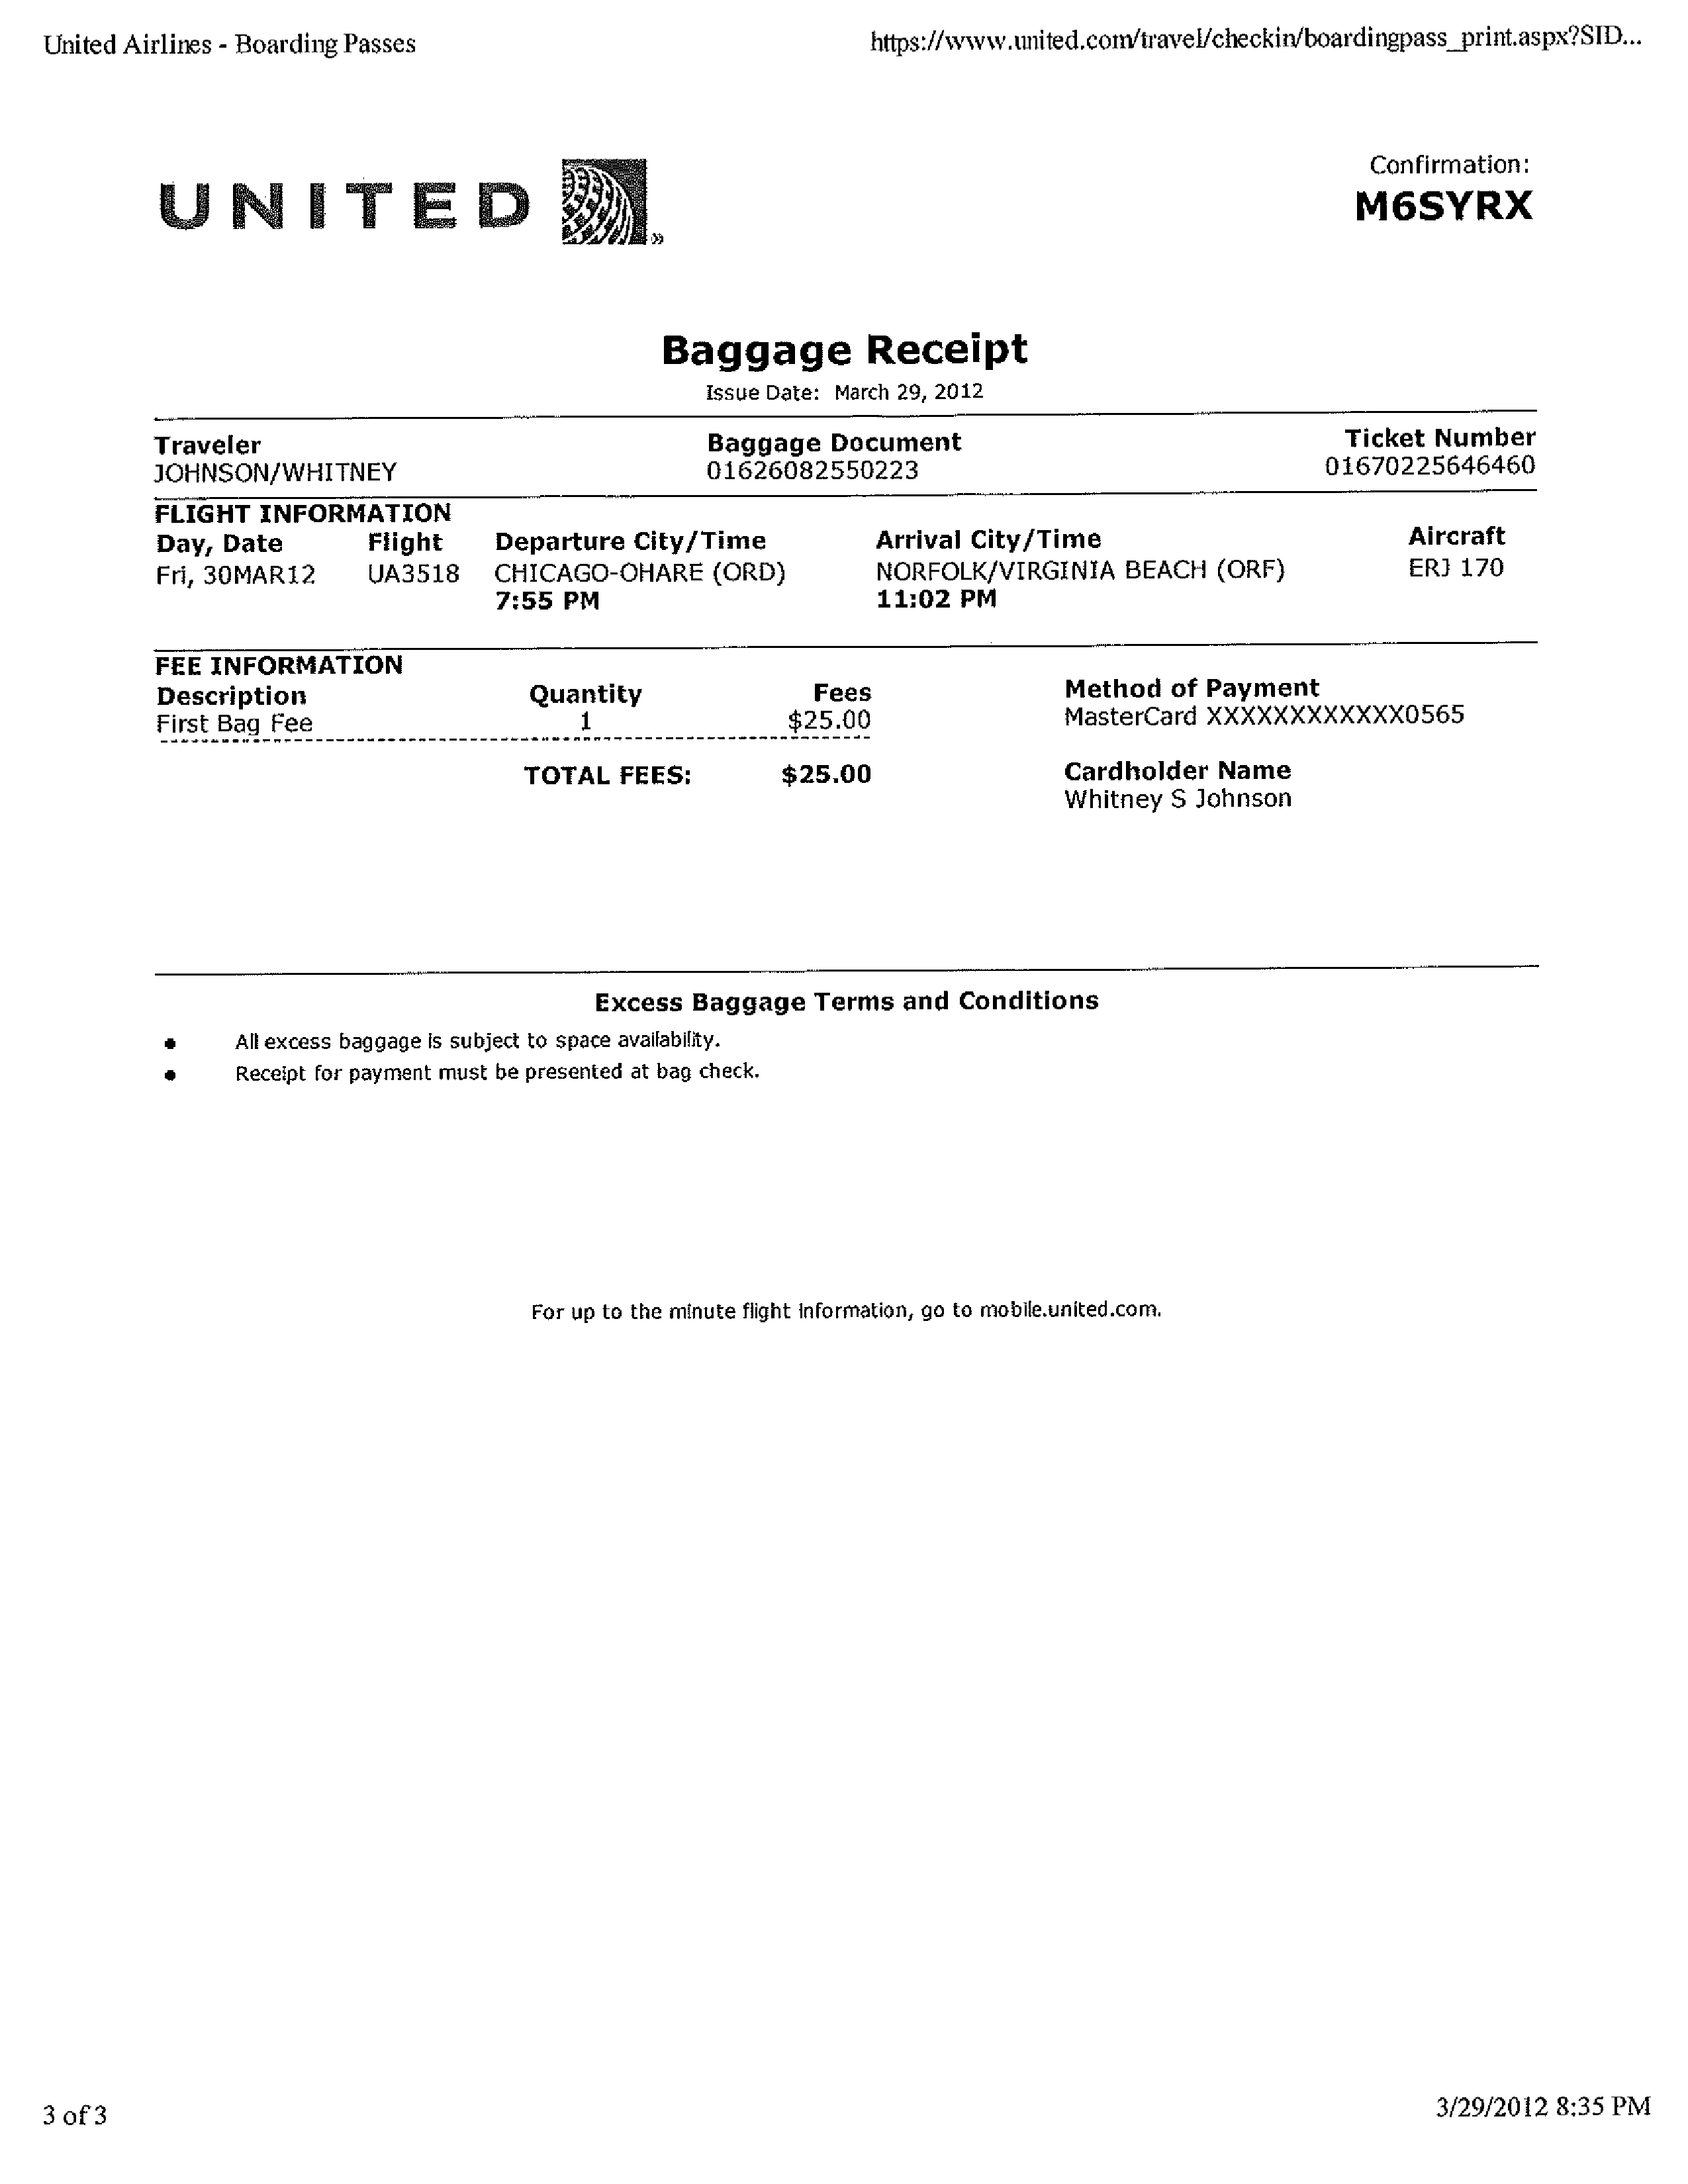 United Airlines - Boarding Passes https://www.united.com/travel/checkin/boardingpass_print.aspx?SID...
UNITED
Confirmation:
M6SYRX
Baggage Receipt
Issue Date: March 29, 2012
Traveler Baggage Document Ticket Number
JOHNSON/WHITNEY 01626082550223 01670225646460
FLIGHT INFORMATION
Day, Date Flight Departure City/Time Arrival City/Time Aircraft
Fri, 30MAR12 UA3518 CHICAGO-OHARE (ORD) NORFOLK/VIRGINIA BEACH (ORF) ERJ 170
7:55 PM 11:02 PM
FEE INFORMATION
Description Quantity Fees Method of Payment
First Bag Fee 1 $25.00 MasterCard XXXXXXXXXXXX0565
TOTAL FEES: $25.00 Cardholder Name
Whitney S Johnson
Excess Baggage Terms and Conditions
• All excess baggage is subject to space availability.
• Receipt for payment must be presented at bag check.
For up to the minute flight information, go to mobile.united.com.
3 of 3 3/29/2012 8:35 PM